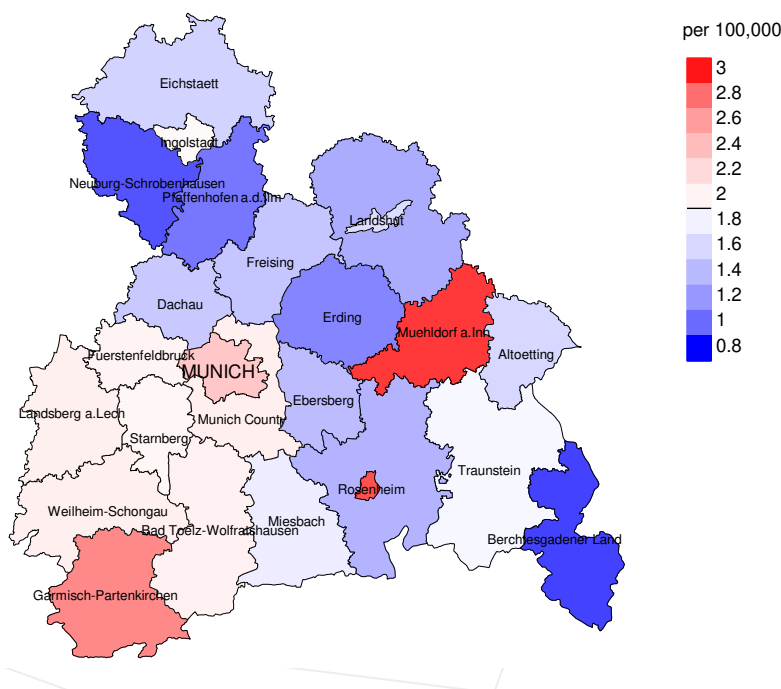 per 100,000
3
2.8
2.6
2.4
2.2
2
1.8
1.6
1.4
1.2
1
0.8
Eichstaett
Ingolstadt
Neuburg-Schrobenhausen
Pfaffenhofen a.d.Ilm
Landshut
Freising
Dachau
Erding
Muehldorf a.Inn
Altoetting
Fuerstenfeldbruck
MUNICH
Ebersberg
Landsberg a.Lech
Munich County
Starnberg
Traunstein
Rosenheim
Weilheim-Schongau
Miesbach
Bad Toelz-Wolfratshausen
Berchtesgadener Land
Garmisch-Partenkirchen